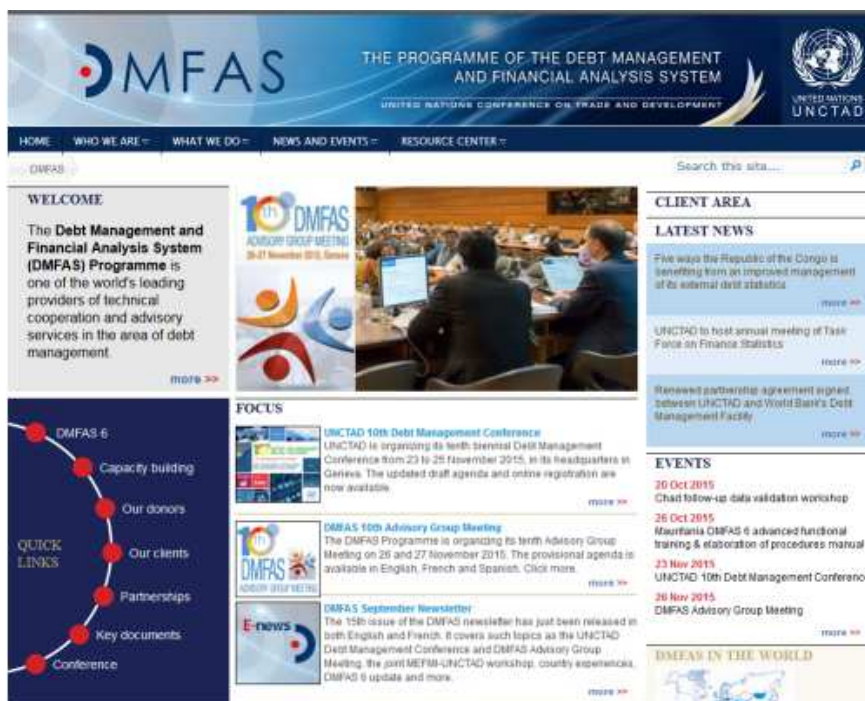 DMFAS
THE PROGRAMME OF THE DEBT MANAGEMENT
AND FINANCIAL ANALYSIS SYSTEM
UNITED NATIONS CONFERENCE ON TRADE AND DEVELOPMENT
UNITED NATIONS
UNCTAD
HOME WHO WE ARE WHAT WE DO NEWS AND EVENTS RESOURCE CENTER
DMFAS
Search this site...
WELCOME
The Debt Management and
Financial Analysis System
(DMFAS) Programme is
one of the world's leading
providers of technical
cooperation and advisory
services in the area of debt
management.
more >>
10th DMFAS
ADVISORY GROUP MEETING
26-27 November 2015, Geneva
CLIENT AREA
LATEST NEWS
Five ways the Republic of the Congo is
benefiting from an improved management
of its external debt statistics
more >>
UNCTAD to host annual meeting of Task
Force on Finance Statistics
more >>
Renewed partnership agreement signed
between UNCTAD and World Bank's Debt
Management Facility
more >>
QUICK
LINKS
DMFAS 6
Capacity building
Our donors
Our clients
Partnerships
Key documents
Conference
FOCUS
UNCTAD 10th Debt Management Conference
UNCTAD is organizing its tenth biennial Debt Management
Conference from 23 to 25 November 2015, in its headquarters in
Geneva. The updated draft agenda and online registration are
now available.
more >>
10th
DMFAS
ADVISORY GROUP MEETING
DMFAS 10th Advisory Group Meeting
The DMFAS Programme is organizing its tenth Advisory Group
Meeting on 26 and 27 November 2015. The provisional agenda is
available in English, French and Spanish. Click more.
more >>
E-news
DMFAS September Newsletter
The 15th issue of the DMFAS newsletter has just been released in
both English and French. It covers such topics as the UNCTAD
Debt Management Conference and DMFAS Advisory Group
Meeting, the joint MEFMI-UNCTAD workshop, country experiences,
DMFAS 6 update and more.
more >>
EVENTS
20 Oct 2015
Chad follow-up data validation workshop
26 Oct 2015
Mauritania DMFAS 6 advanced functional
training & elaboration of procedures manual
23 Nov 2015
UNCTAD 10th Debt Management Conferenc
26 Nov 2015
DMFAS Advisory Group Meeting
more >>
DMFAS IN THE WORLD